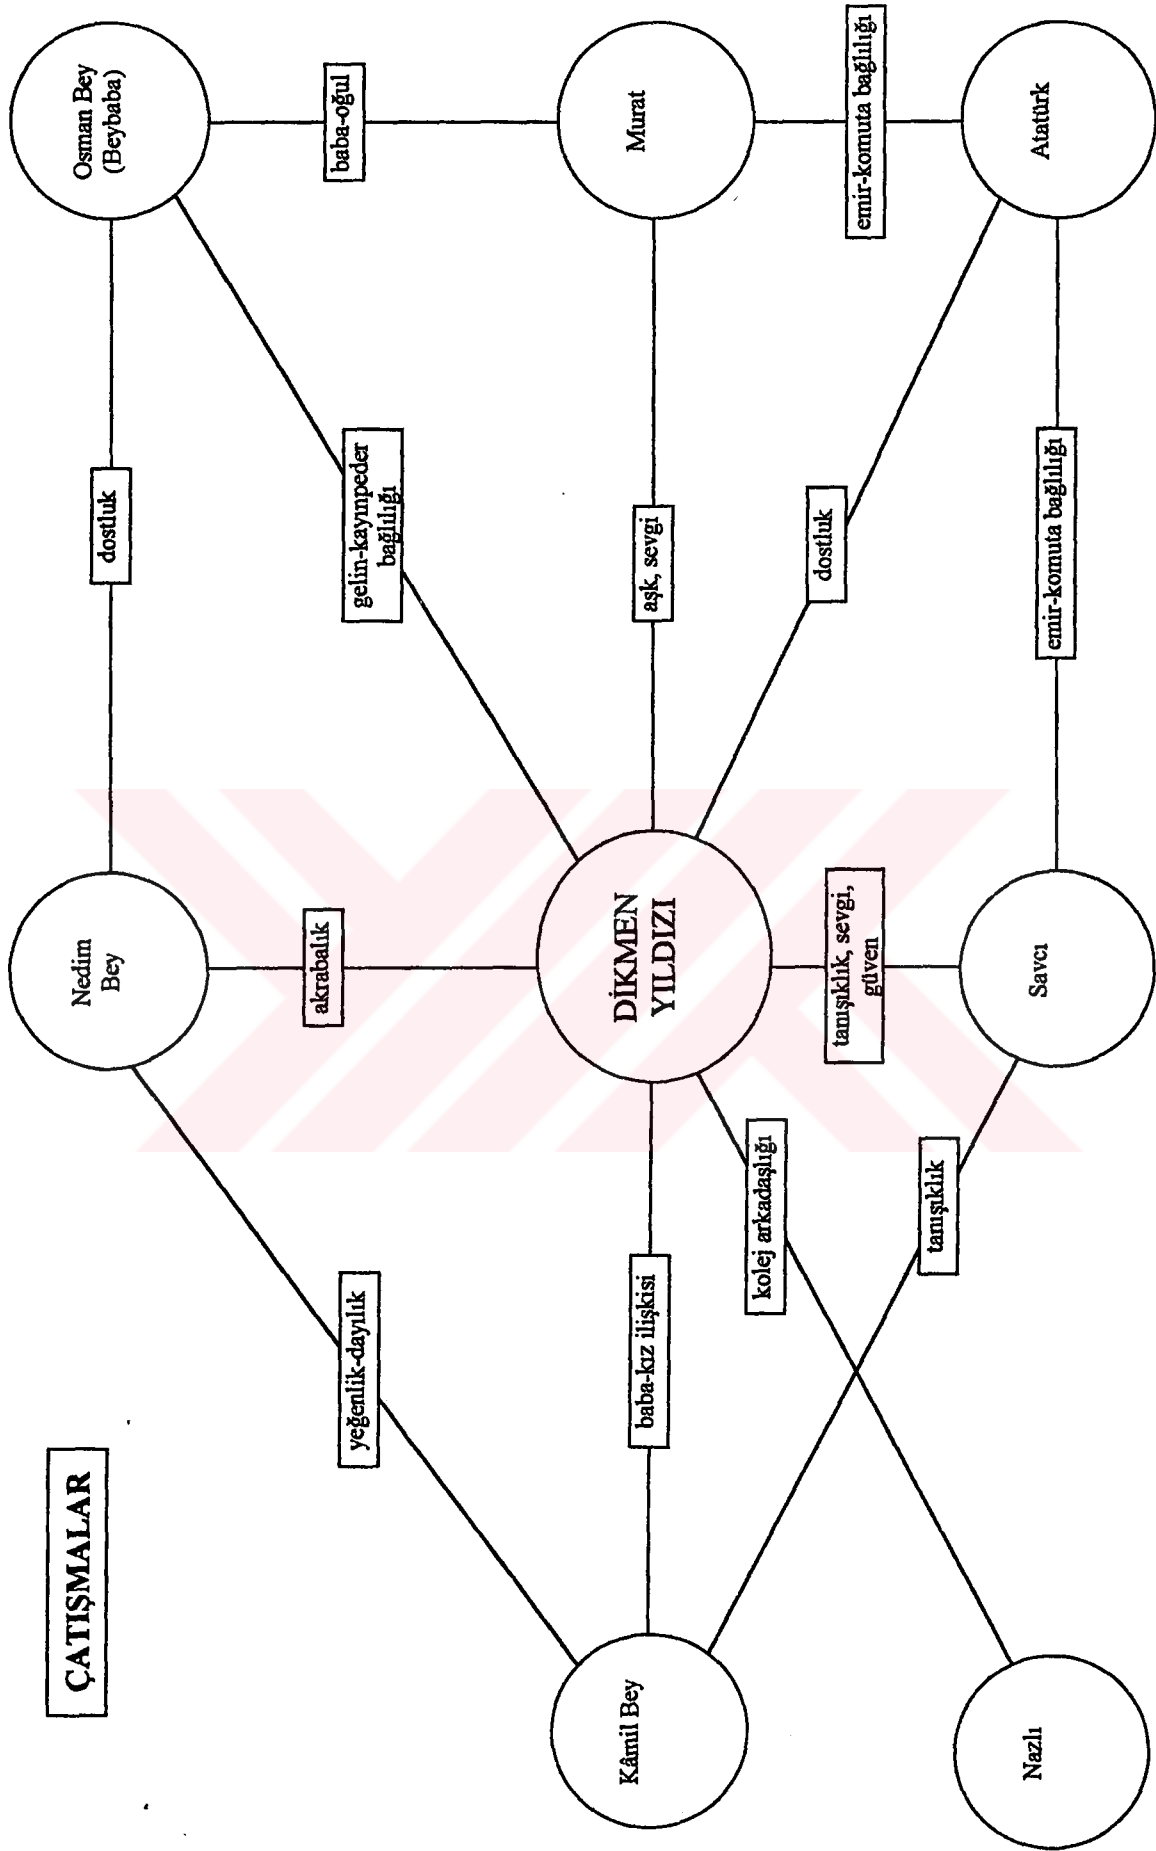 ÇATIŞMALAR
Nedim
Bey
dostluk
Osman Bey
(Beybaba)
yeğenlik-dayılık
akrabalık
gelin-kayınpeder
bağlılığı
baba-oğul
Kâmil Bey
baba-kız ilişkisi
DİKMEN
YILDIZI
aşk, sevgi
Murat
kolej arkadaşlığı
tanışıklık, sevgi,
güven
dostluk
emir-komuta bağlılığı
tanışıklık
Nazlı
Savcı
emir-komuta bağlılığı
Atatürk